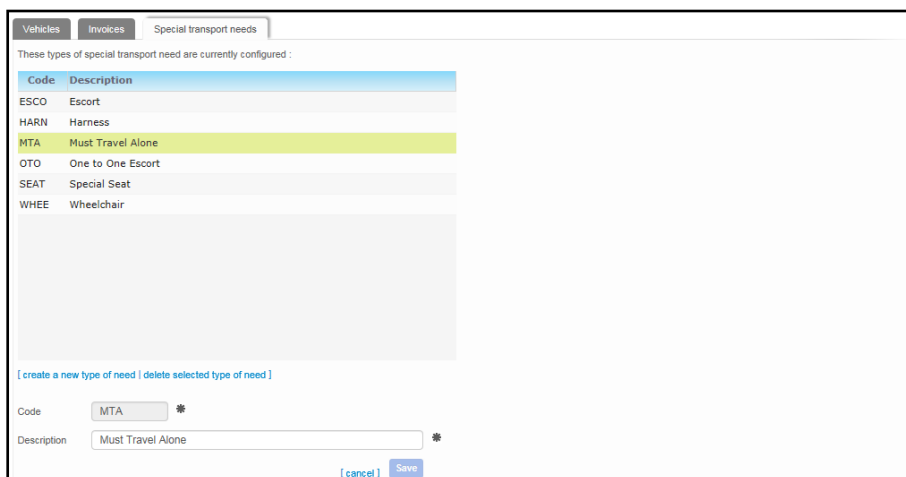 Vehicles Invoices Special transport needs
These types of special transport need are currently configured :
Code Description
ESCO Escort
HARN Harness
MTA Must Travel Alone
OTO One to One Escort
SEAT Special Seat
WHEE Wheelchair
[ create a new type of need | delete selected type of need ]
Code MTA *
Description Must Travel Alone *
[ cancel ] Save